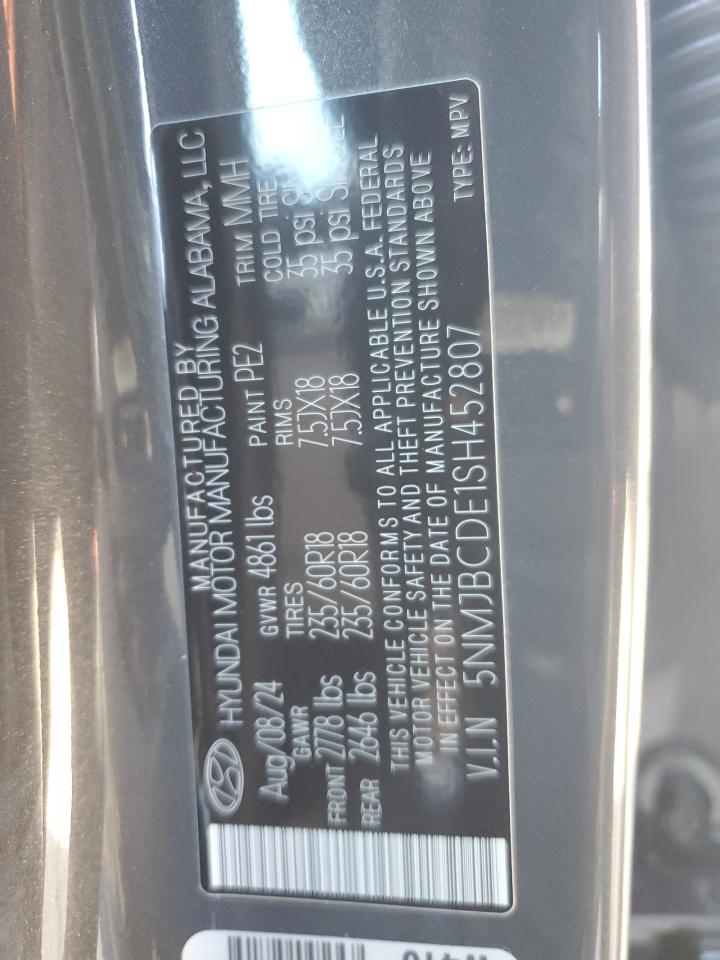 MANUFACTURED BY
HYUNDAI MOTOR MANUFACTURING ALABAMA, LLC
Aug/08/24 GVWR 4861 lbs PAINT PE2 TRIM MMH
GAWR TIRES RIMS COLD TIRE
FRONT 2778 lbs 235/60R18 7.5JX18 35 psi
REAR 2646 lbs 235/60R18 7.5JX18 35 psi
THIS VEHICLE CONFORMS TO ALL APPLICABLE U.S.A. FEDERAL
MOTOR VEHICLE SAFETY AND THEFT PREVENTION STANDARDS
IN EFFECT ON THE DATE OF MANUFACTURE SHOWN ABOVE
V.I.N 5NMJBCDE1SH452807 TYPE: MPV